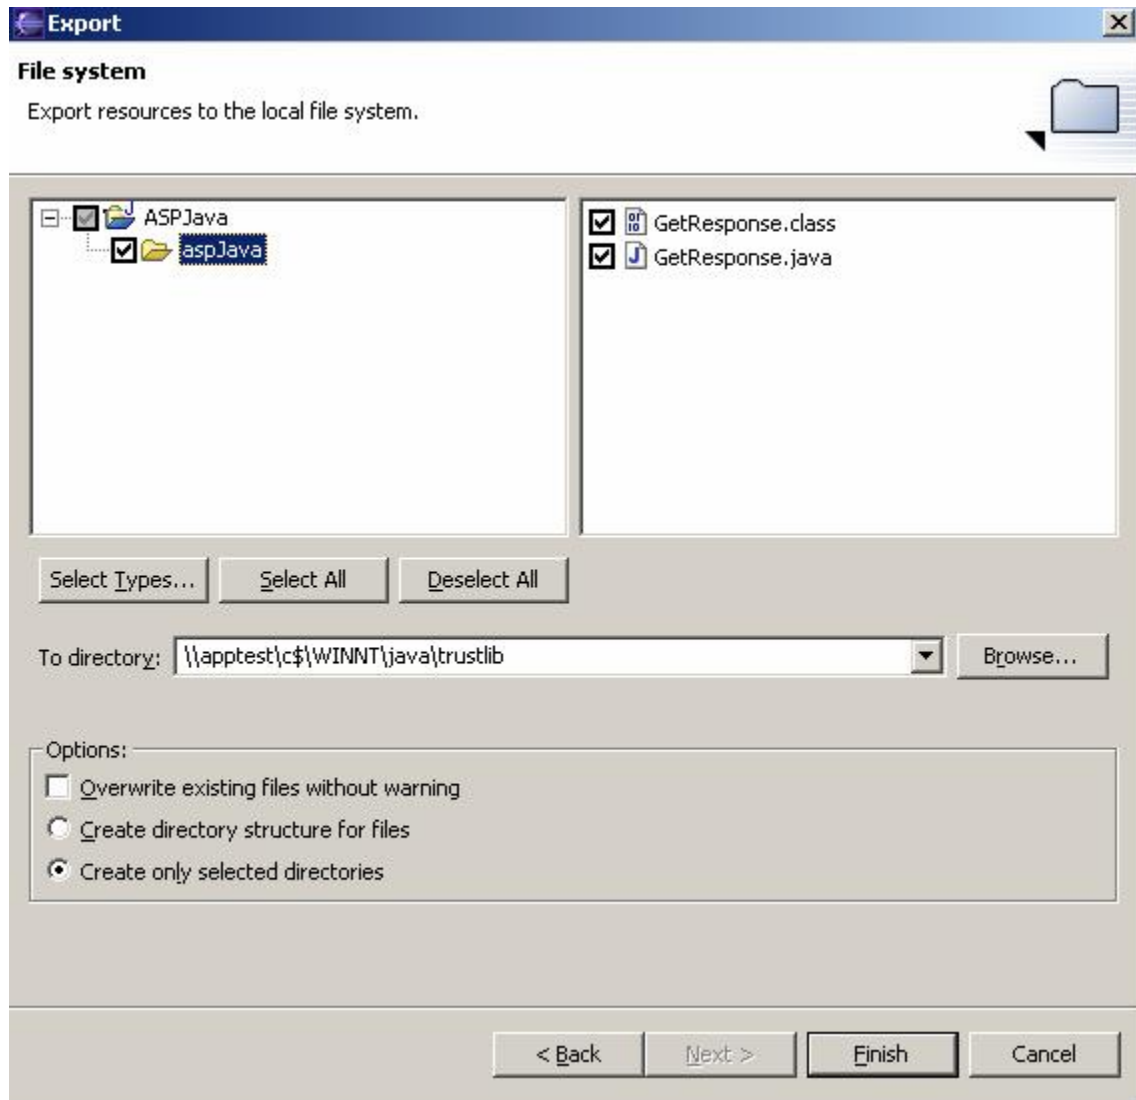 Export
File system
Export resources to the local file system.
ASPJava
aspJava
GetResponse.class
GetResponse.java
Select Types...
Select All
Deselect All
To directory:
\\apptest\c$\WINNT\java\trustlib
Browse...
Options:
Overwrite existing files without warning
Create directory structure for files
Create only selected directories
< Back
Next >
Finish
Cancel